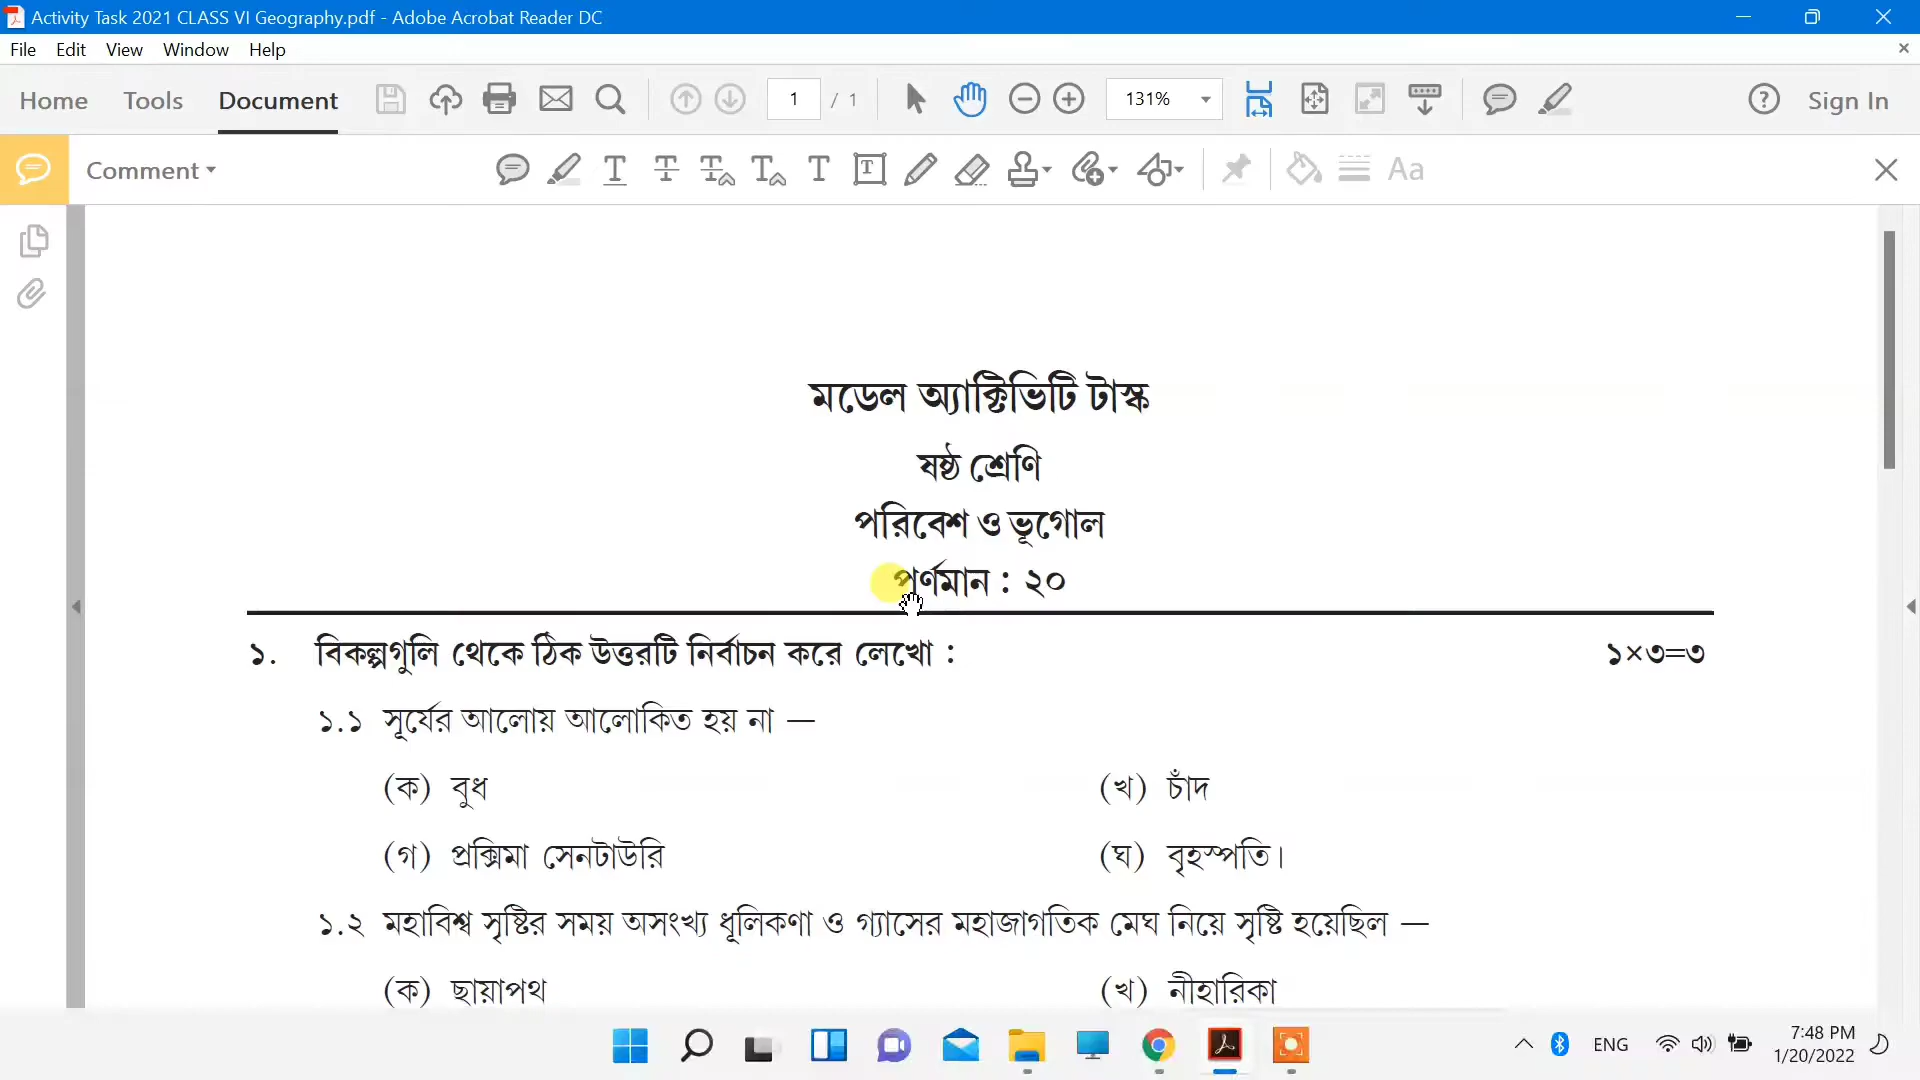 Activity Task 2021 CLASS VI Geography.pdf - Adobe Acrobat Reader DC
File Edit View Window Help
Home Tools Document 1 / 1 131% Sign In
Comment Aa
মডেল অ্যাক্টিভিটি টাস্ক
ষষ্ঠ শ্রেণি
পরিবেশ ও ভূগোল
পূর্ণমান : ২০
১. বিকল্পগুলি থেকে ঠিক উত্তরটি নির্বাচন করে লেখো : ১×৩=৩
১.১ সূর্যের আলোয় আলোকিত হয় না —
(ক) বুধ (খ) চাঁদ
(গ) প্রক্সিমা সেনটাউরি (ঘ) বৃহস্পতি।
১.২ মহাবিশ্ব সৃষ্টির সময় অসংখ্য ধূলিকণা ও গ্যাসের মহাজাগতিক মেঘ নিয়ে সৃষ্টি হয়েছিল —
(ক) ছায়াপথ (খ) নীহারিকা
ENG 7:48 PM
1/20/2022